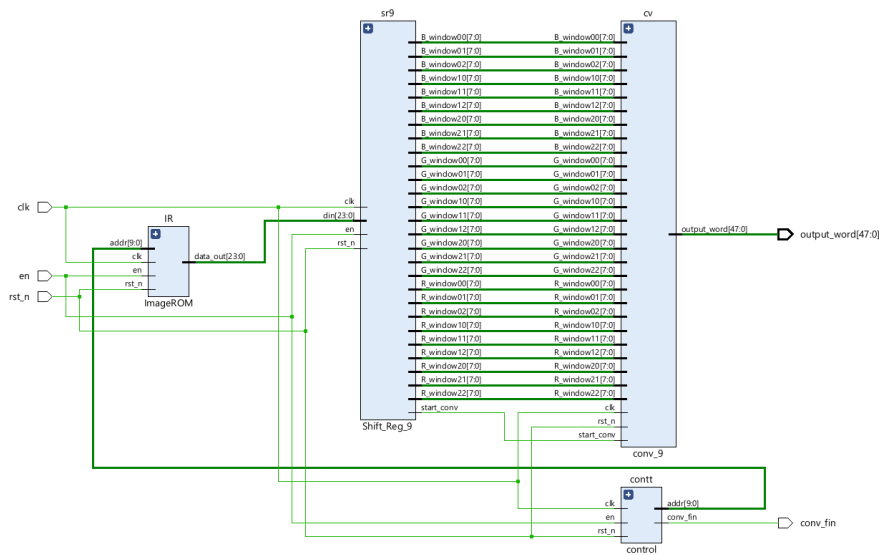 sr9
cv
B_window00[7:0] B_window00[7:0]
B_window01[7:0] B_window01[7:0]
B_window02[7:0] B_window02[7:0]
B_window10[7:0] B_window10[7:0]
B_window11[7:0] B_window11[7:0]
B_window12[7:0] B_window12[7:0]
B_window20[7:0] B_window20[7:0]
B_window21[7:0] B_window21[7:0]
B_window22[7:0] B_window22[7:0]
G_window00[7:0] G_window00[7:0]
G_window01[7:0] G_window01[7:0]
G_window02[7:0] G_window02[7:0]
G_window10[7:0] G_window10[7:0]
G_window11[7:0] G_window11[7:0]
G_window12[7:0] G_window12[7:0]
G_window20[7:0] G_window20[7:0]
G_window21[7:0] G_window21[7:0]
G_window22[7:0] G_window22[7:0]
R_window00[7:0] R_window00[7:0]
R_window01[7:0] R_window01[7:0]
R_window02[7:0] R_window02[7:0]
R_window10[7:0] R_window10[7:0]
R_window11[7:0] R_window11[7:0]
R_window12[7:0] R_window12[7:0]
R_window20[7:0] R_window20[7:0]
R_window21[7:0] R_window21[7:0]
R_window22[7:0] R_window22[7:0]
start_conv
clk
rst_n
start_conv
Shift_Reg_9
conv_9
clk
din[23:0]
en
rst_n
clk
en
rst_n
IR
addr[9:0]
clk
en
rst_n
data_out[23:0]
ImageROM
output_word[47:0]
output_word[47:0]
contt
clk
en
rst_n
addr[9:0]
conv_fin
control
conv_fin